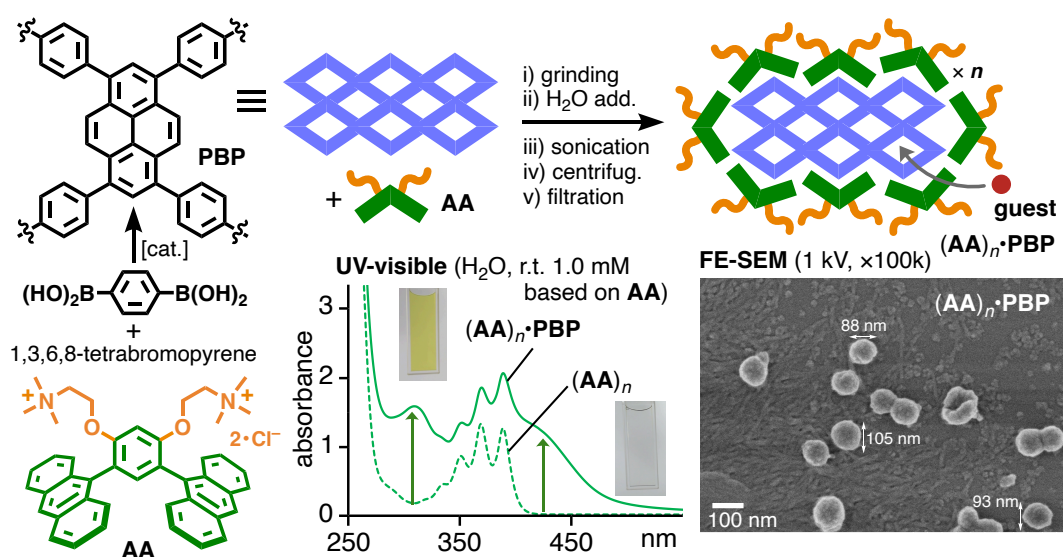 PBP
[cat.]
(HO)₂B
B(OH)₂
+
1,3,6,8-tetrabromopyrene
N
+
N
+
O
O
2•Cl⁻
AA
≡
+
AA
i) grinding
ii) H₂O add.
iii) sonication
iv) centrifug.
v) filtration
× n
guest
(AA)ₙ•PBP
UV-visible (H₂O, r.t. 1.0 mM
based on AA)
absorbance
3
2
1
0
250
350
450
nm
(AA)ₙ•PBP
(AA)ₙ
FE-SEM (1 kV, ×100k)
(AA)ₙ•PBP
88 nm
105 nm
93 nm
100 nm